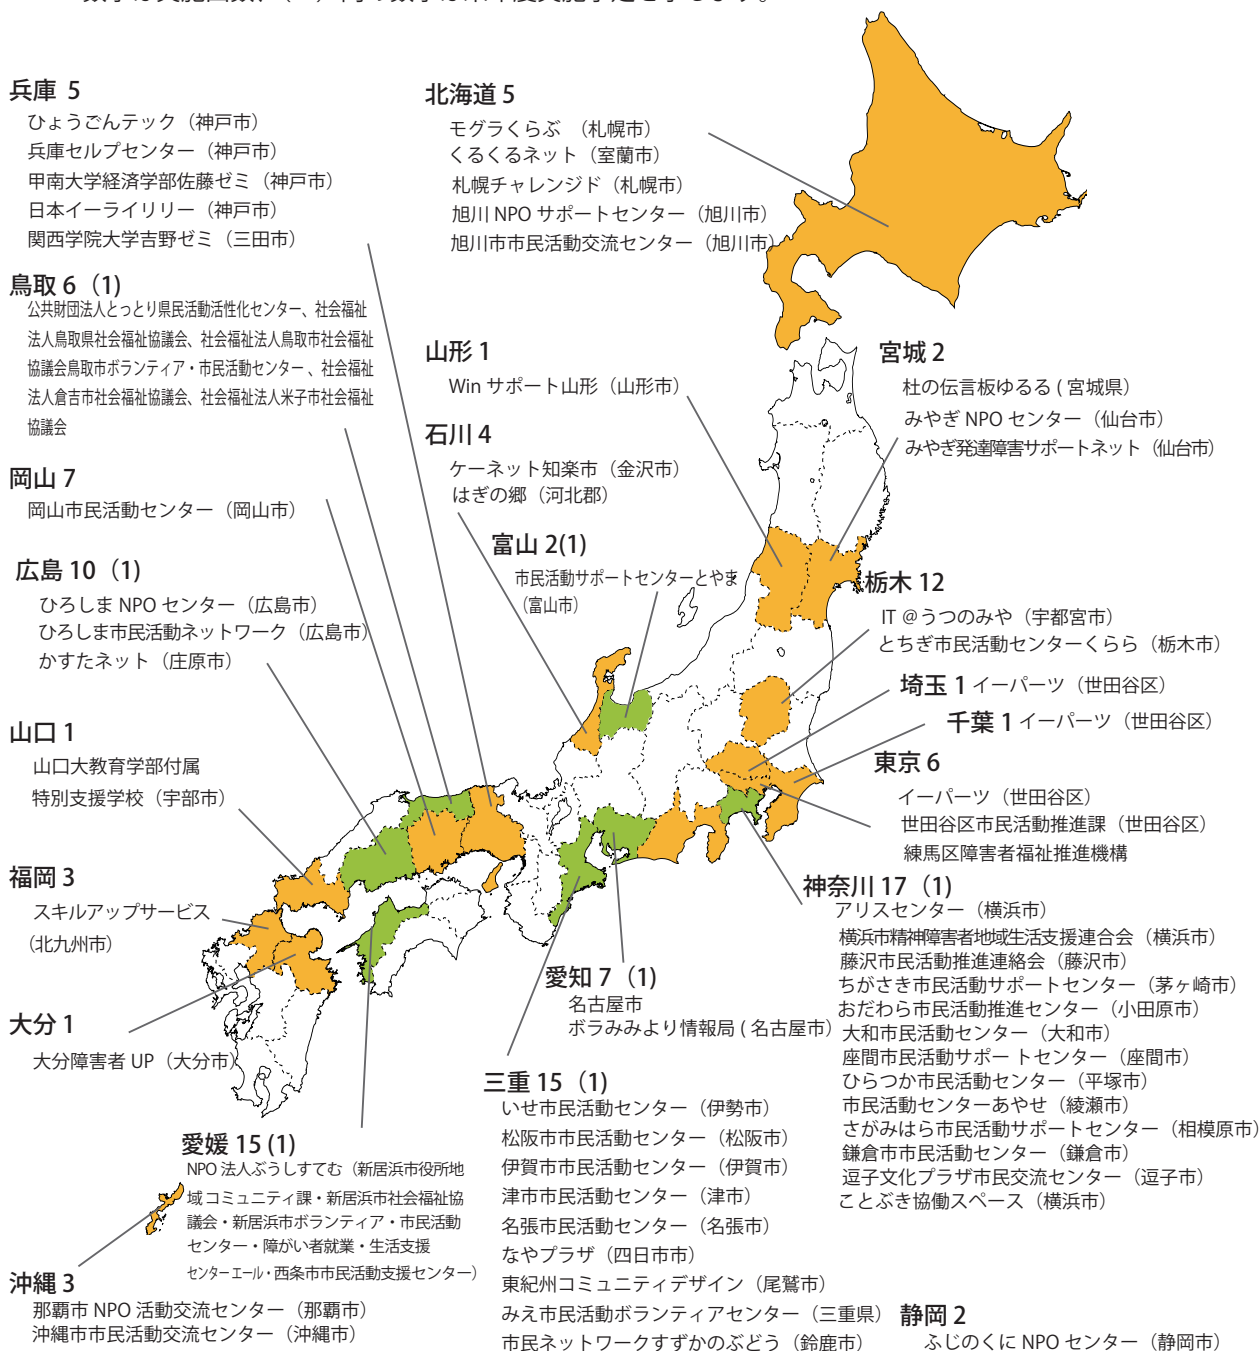 兵庫 5
ひょうごんテック（神戸市）
兵庫セルプセンター（神戸市）
甲南大学経済学部佐藤ゼミ（神戸市）
日本イーライリリー（神戸市）
関西学院大学吉野ゼミ（三田市）
鳥取 6（1)
公共財団法人とっとり県民活動活性化センター、社会福祉
法人鳥取県社会福祉協議会、社会福祉法人鳥取市社会福祉
協議会鳥取市ボランティア・市民活動センター 、社会福祉
法人倉吉市社会福祉協議会、社会福祉法人米子市社会福祉
協議会
岡山 7
岡山市民活動センター（岡山市）
広島 10（1)
ひろしま NPO センター（広島市）
ひろしま市民活動ネットワーク（広島市）
かすたネット（庄原市）
山口 1
山口大教育学部付属
特別支援学校（宇部市）
福岡 3
スキルアップサービス
（北九州市）
大分 1
大分障害者 UP（大分市）
愛媛 15 (1)
NPO 法人ぶうしすてむ（新居浜市役所地
域コミュニティ課・新居浜市社会福祉協
議会・新居浜市ボランティア・市民活動
センター・障がい者就業・生活支援
センターエール・西条市市民活動支援センター）
沖縄 3
那覇市 NPO 活動交流センター（那覇市）
沖縄市市民活動交流センター（沖縄市）
北海道 5
モグラくらぶ （札幌市）
くるくるネット（室蘭市）
札幌チャレンジド（札幌市）
旭川 NPO サポートセンター（旭川市）
旭川市市民活動交流センター（旭川市）
山形 1
Win サポート山形（山形市）
石川 4
ケーネット知楽市（金沢市）
はぎの郷（河北郡）
富山 2(1)
市民活動サポートセンターとやま
（富山市）
宮城 2
杜の伝言板ゆるる ( 宮城県）
みやぎ NPO センター（仙台市）
みやぎ発達障害サポートネット（仙台市）
栃木 12
IT @うつのみや（宇都宮市）
とちぎ市民活動センターくらら（栃木市）
埼玉 1 イーパーツ（世田谷区）
千葉 1 イーパーツ（世田谷区）
東京 6
イーパーツ（世田谷区）
世田谷区市民活動推進課（世田谷区）
練馬区障害者福祉推進機構
神奈川 17（1)
アリスセンター（横浜市）
横浜市精神障害者地域生活支援連合会（横浜市）
藤沢市民活動推進連絡会（藤沢市）
ちがさき市民活動サポートセンター（茅ヶ崎市）
おだわら市民活動推進センター（小田原市）
大和市民活動センター（大和市）
座間市民活動サポートセンター（座間市）
ひらつか市民活動センター（平塚市）
市民活動センターあやせ（綾瀬市）
さがみはら市民活動サポートセンター（相模原市）
鎌倉市市民活動センター（鎌倉市）
逗子文化プラザ市民交流センター（逗子市）
ことぶき協働スペース（横浜市）
愛知 7（1)
名古屋市
ボラみみより情報局 ( 名古屋市）
三重 15（1)
いせ市民活動センター（伊勢市）
松阪市市民活動センター（松阪市）
伊賀市市民活動センター（伊賀市）
津市市民活動センター（津市）
名張市民活動センター（名張市）
なやプラザ（四日市市）
東紀州コミュニティデザイン（尾鷲市）
みえ市民活動ボランティアセンター（三重県）
市民ネットワークすずかのぶどう（鈴鹿市）
静岡 2
ふじのくに NPO センター（静岡市）